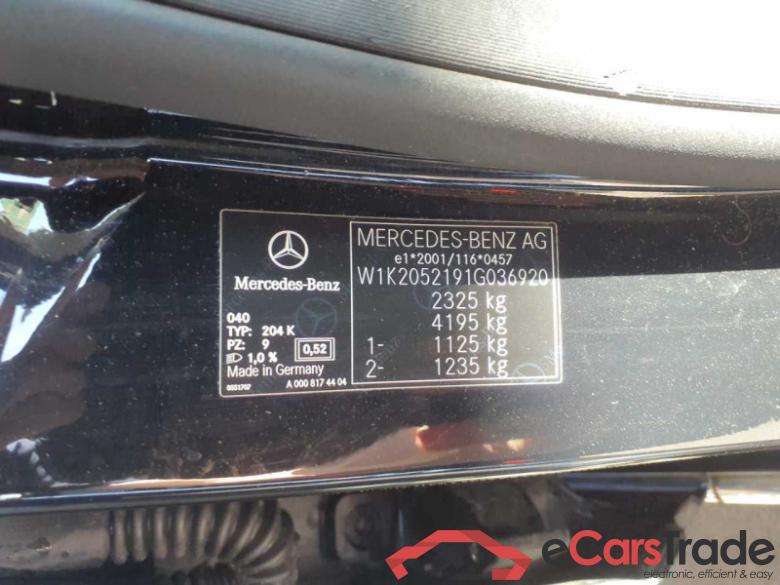 Mercedes-Benz
040
TYP: 204 K
PZ: 9
1,0 % 0,52
Made in Germany
0551707 A 000 817 44 04
MERCEDES-BENZ AG
e1*2001/116*0457
W1K2052191G036920
2325 kg
4195 kg
1- 1125 kg
2- 1235 kg
eCarsTrade
electronic, efficient & easy